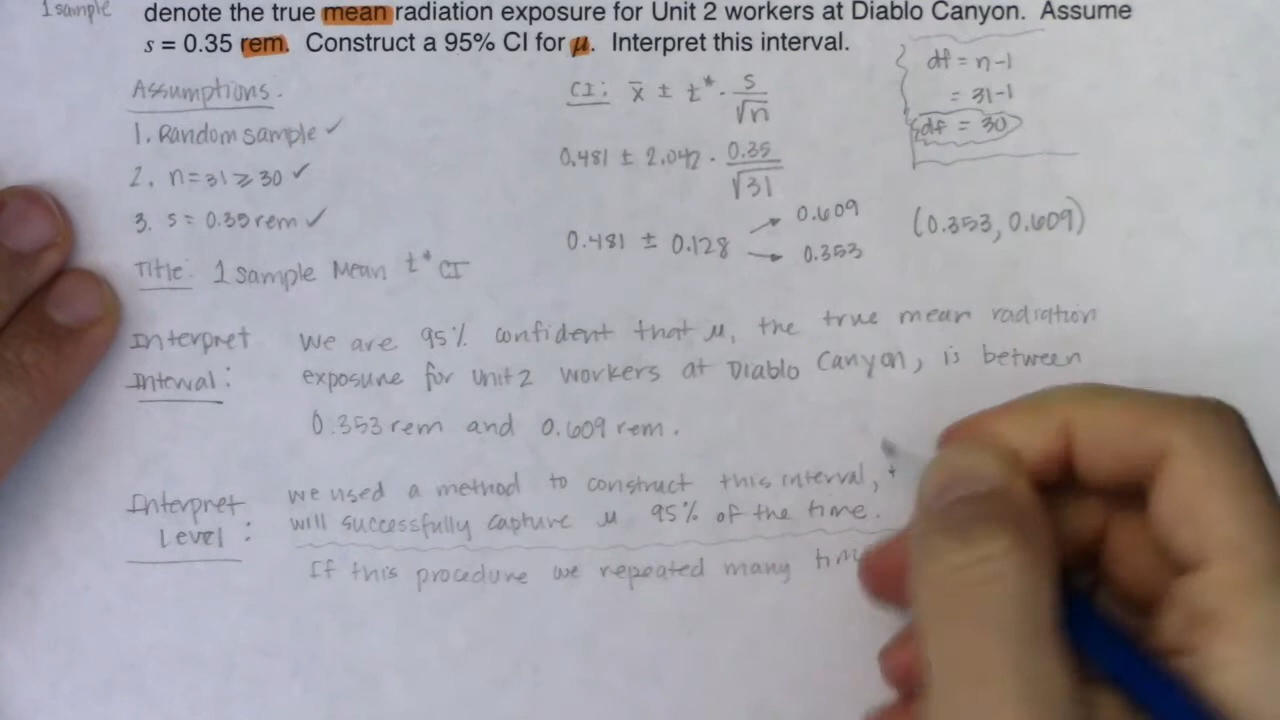 1 sample
denote the true mean radiation exposure for Unit 2 workers at Diablo Canyon. Assume
s = 0.35 rem. Construct a 95% CI for μ. Interpret this interval.
Assumptions.
1. Random sample ✓
2. n = 31 ≥ 30 ✓
3. s = 0.35 rem ✓
Title: 1 sample Mean t* CI
CI: x̄ ± t* · s/√n
0.481 ± 2.042 · 0.35/√31
0.481 ± 0.128 → 0.609
→ 0.353
df = n-1
= 31-1
df = 30
(0.353, 0.609)
Interpret Interval:
We are 95% confident that μ, the true mean radiation
exposure for unit 2 workers at Diablo Canyon, is between
0.353 rem and 0.609 rem.
Interpret Level:
we used a method to construct this interval,
will successfully capture μ 95% of the time.
If this procedure we repeated many